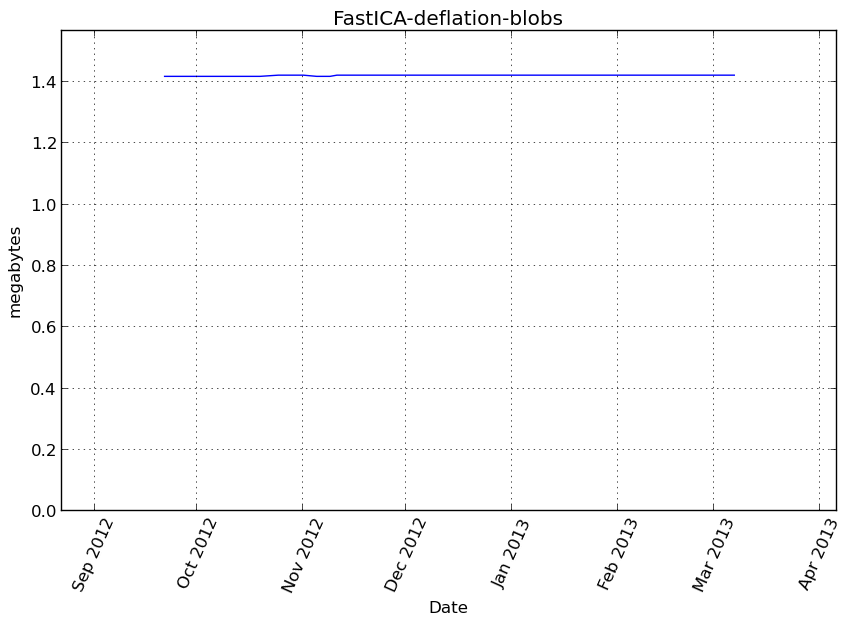 FastICA-deflation-blobs
1.4
1.2
1.0
0.8
0.6
0.4
0.2
0.0
megabytes
Sep 2012
Oct 2012
Nov 2012
Dec 2012
Jan 2013
Feb 2013
Mar 2013
Apr 2013
Date